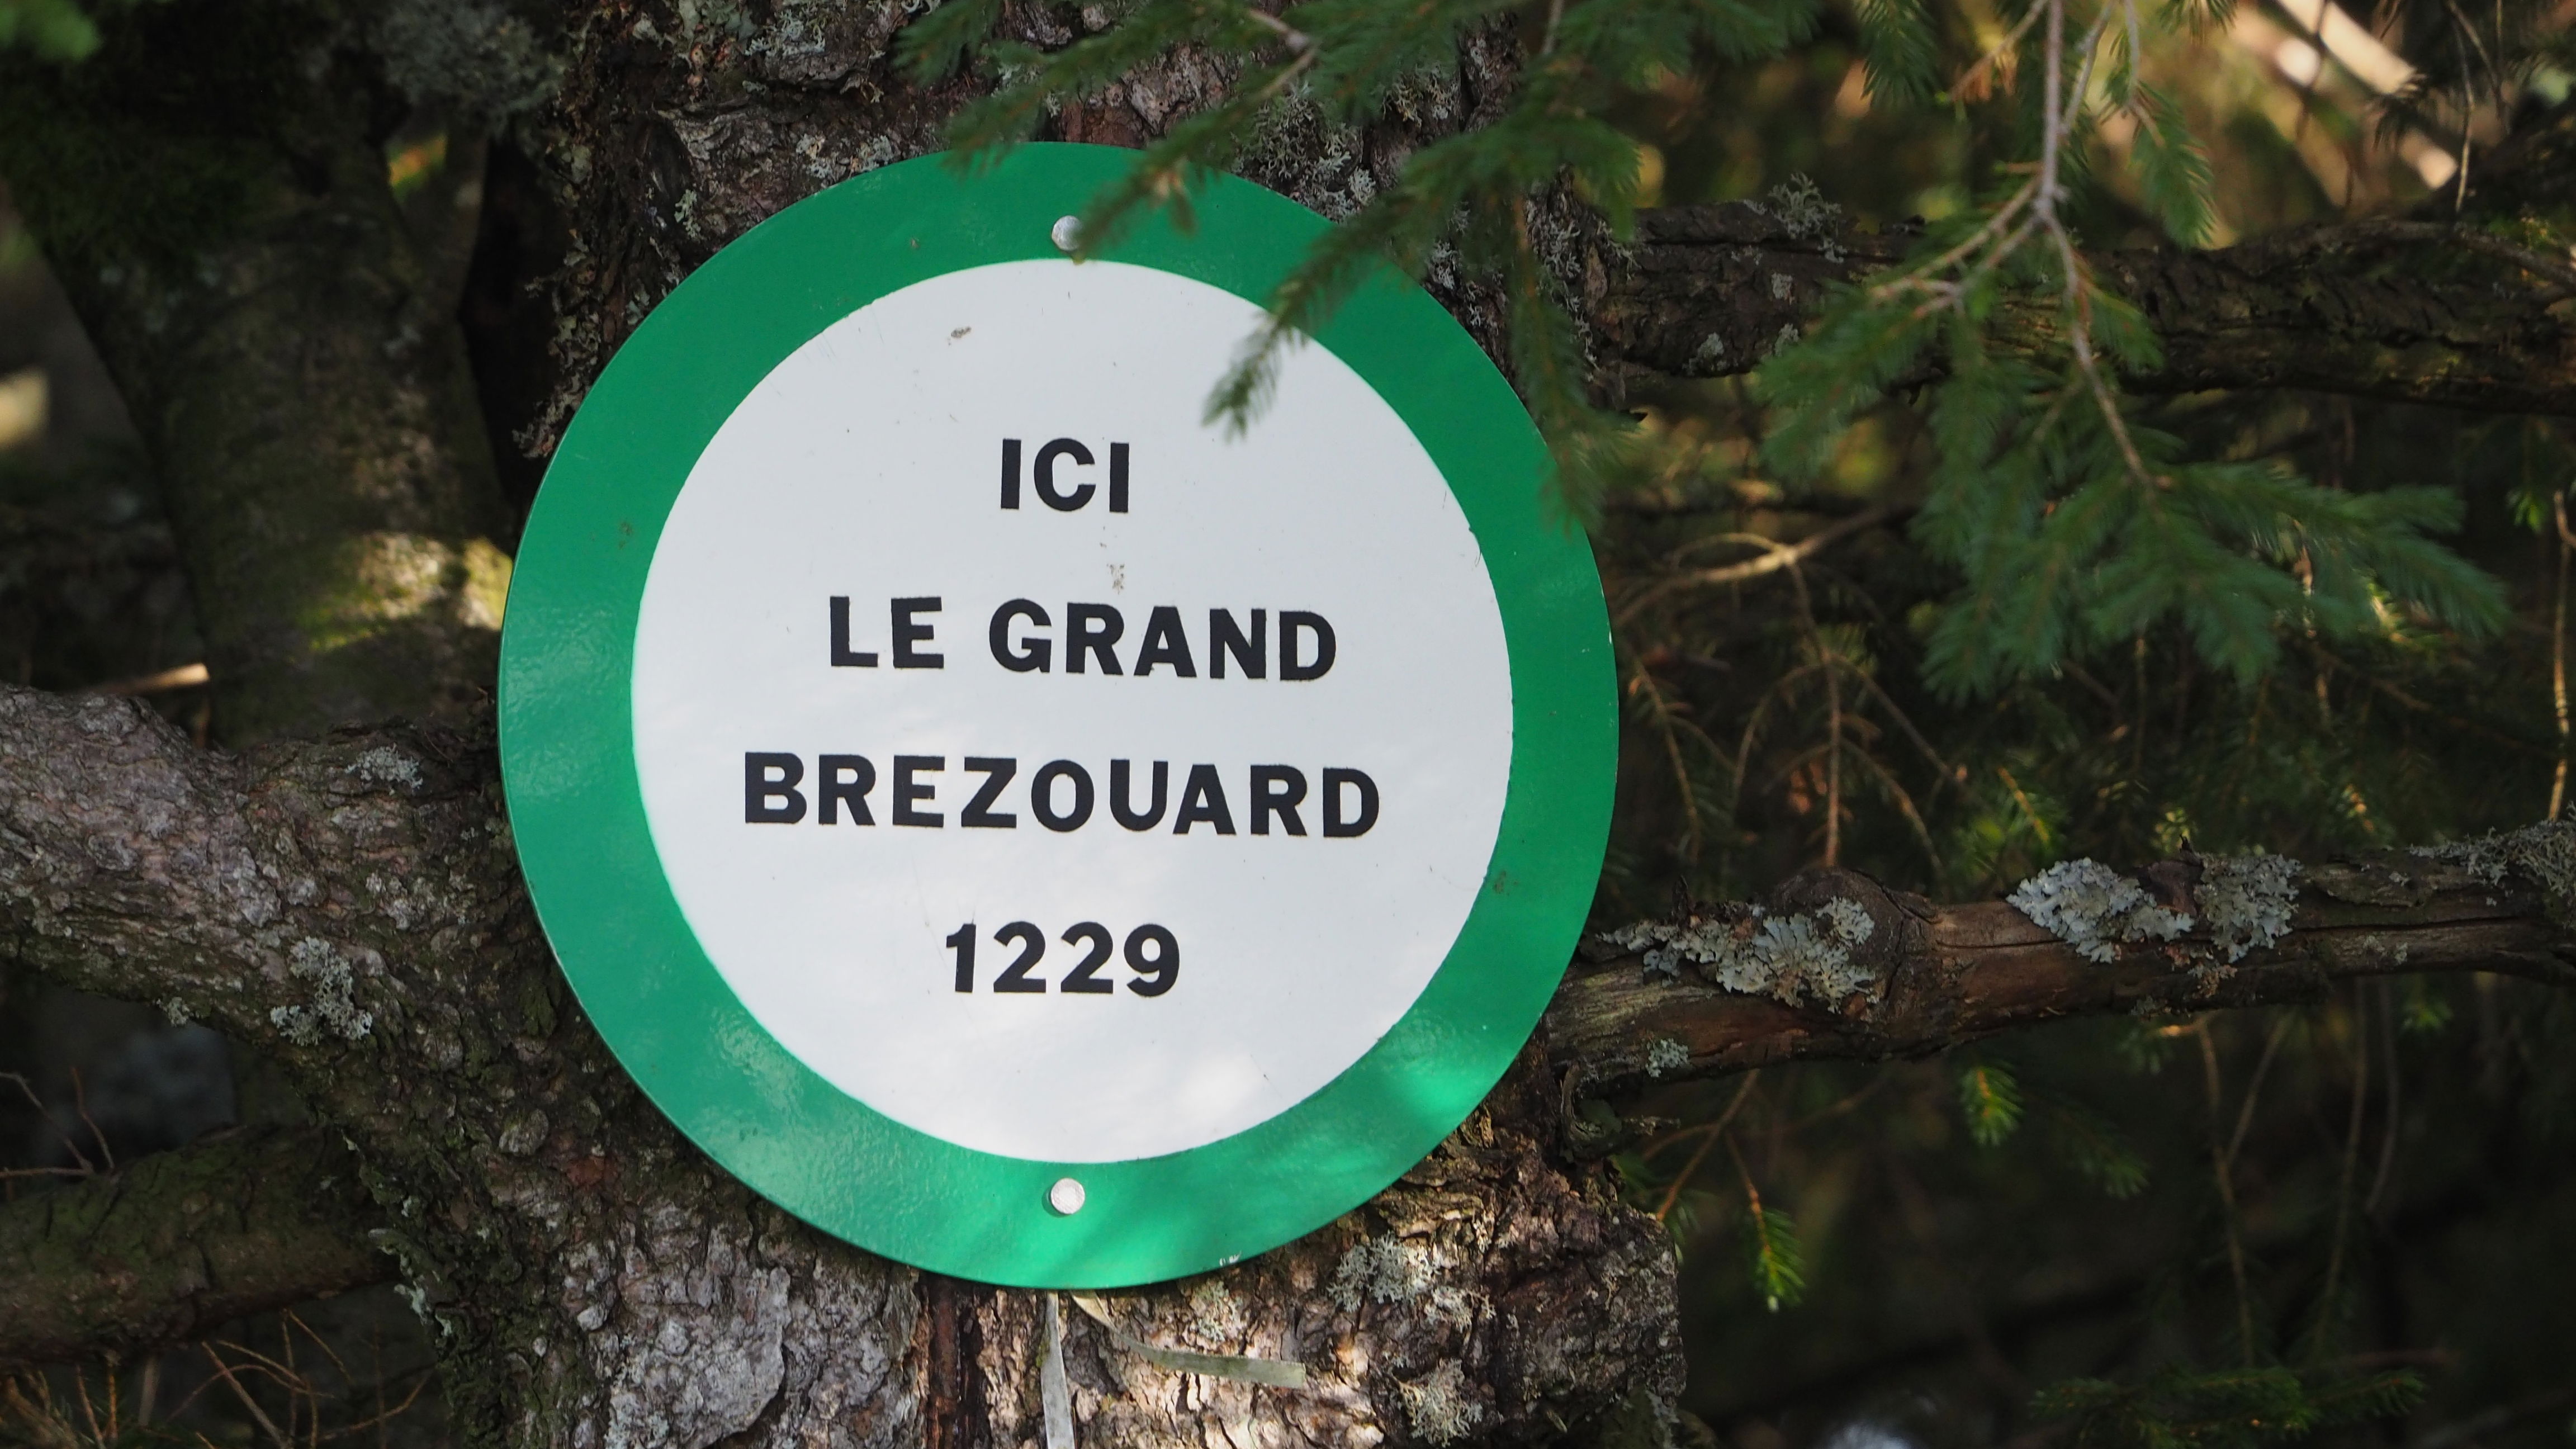 ICI
LE GRAND
BREZOUARD
1229